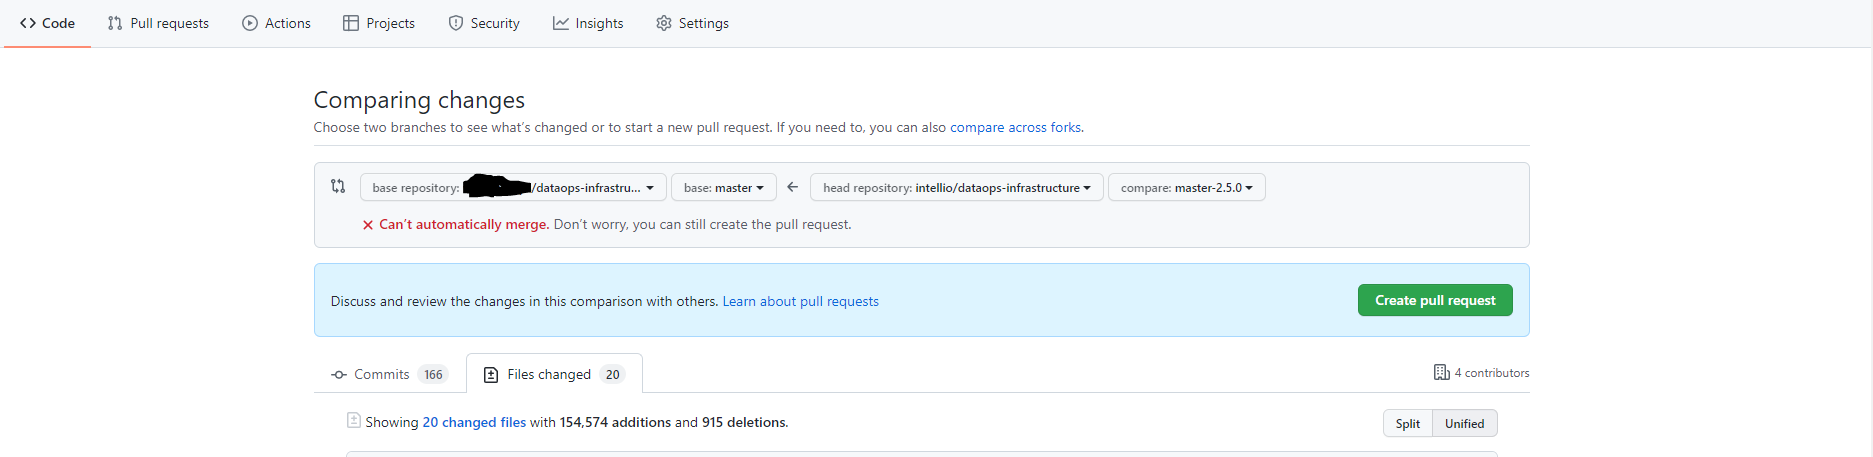 Code Pull requests Actions Projects Security Insights Settings
Comparing changes
Choose two branches to see what's changed or to start a new pull request. If you need to, you can also compare across forks.
base repository: /dataops-infrastru... base: master head repository: intellio/dataops-infrastructure compare: master-2.5.0
Can't automatically merge. Don't worry, you can still create the pull request.
Discuss and review the changes in this comparison with others. Learn about pull requests Create pull request
Commits 166 Files changed 20 4 contributors
Showing 20 changed files with 154,574 additions and 915 deletions. Split Unified